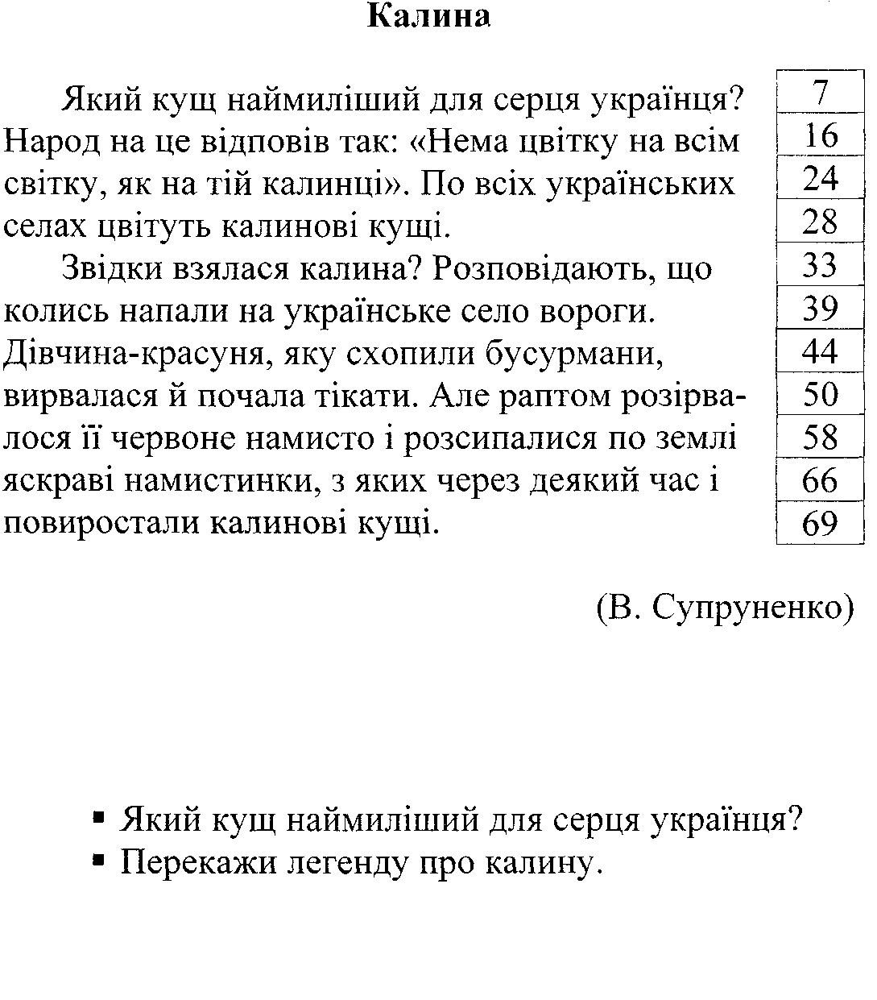 Калина
Який кущ наймиліший для серця українця? 7
Народ на це відповів так: «Нема цвітку на всім 16
світку, як на тій калинці». По всіх українських 24
селах цвітуть калинові кущі. 28
Звідки взялася калина? Розповідають, що 33
колись напали на українське село вороги. 39
Дівчина-красуня, яку схопили бусурмани, 44
вирвалася й почала тікати. Але раптом розірва- 50
лося її червоне намисто і розсипалися по землі 58
яскраві намистинки, з яких через деякий час і 66
повиростали калинові кущі. 69
(В. Супруненко)
▪ Який кущ наймиліший для серця українця?
▪ Перекажи легенду про калину.